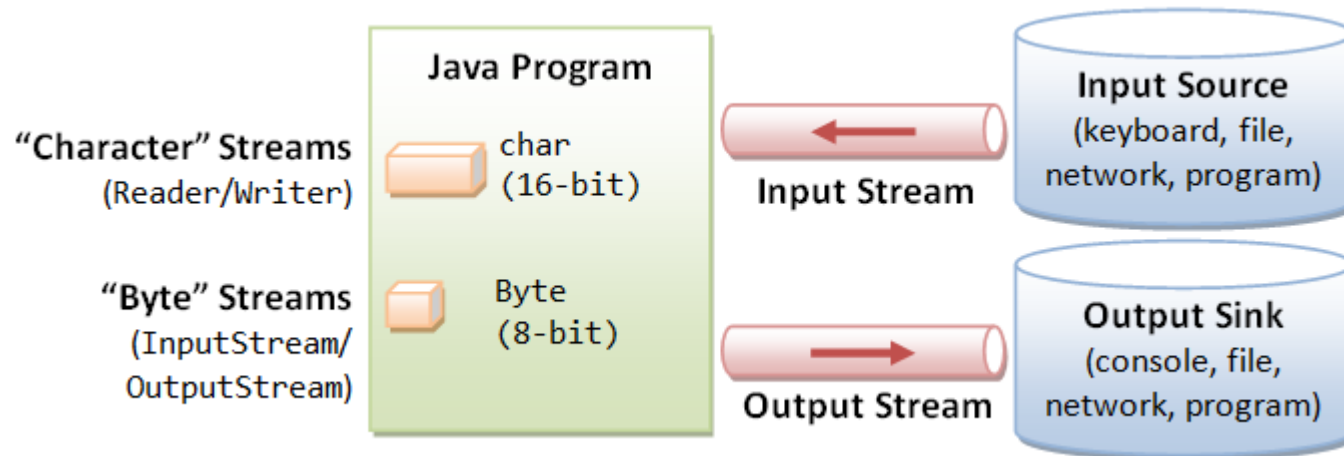 Java Program
“Character” Streams
(Reader/Writer)
char
(16-bit)
“Byte” Streams
(InputStream/
OutputStream)
Byte
(8-bit)
Input Stream
Output Stream
Input Source
(keyboard, file,
network, program)
Output Sink
(console, file,
network, program)